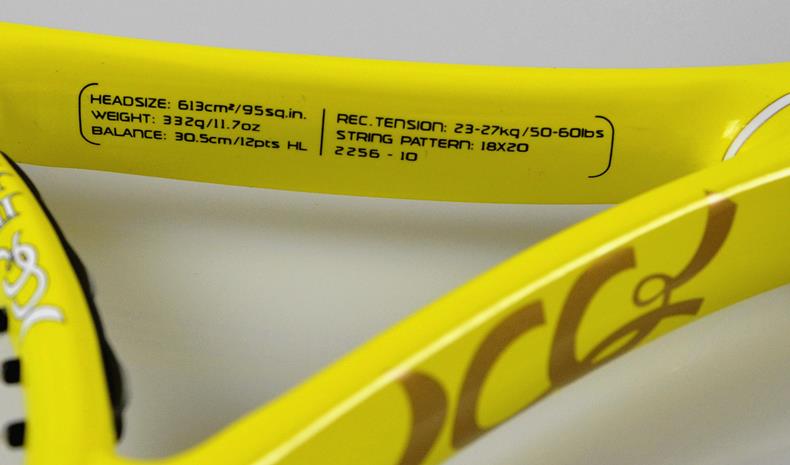 HEADSIZE: 613cm²/95sq.in.
WEIGHT: 332g/11.7oz
BALANCE: 30.5cm/12pts HL
REC. TENSION: 23-27kg/50-60lbs
STRING PATTERN: 18X20
2256 - 10